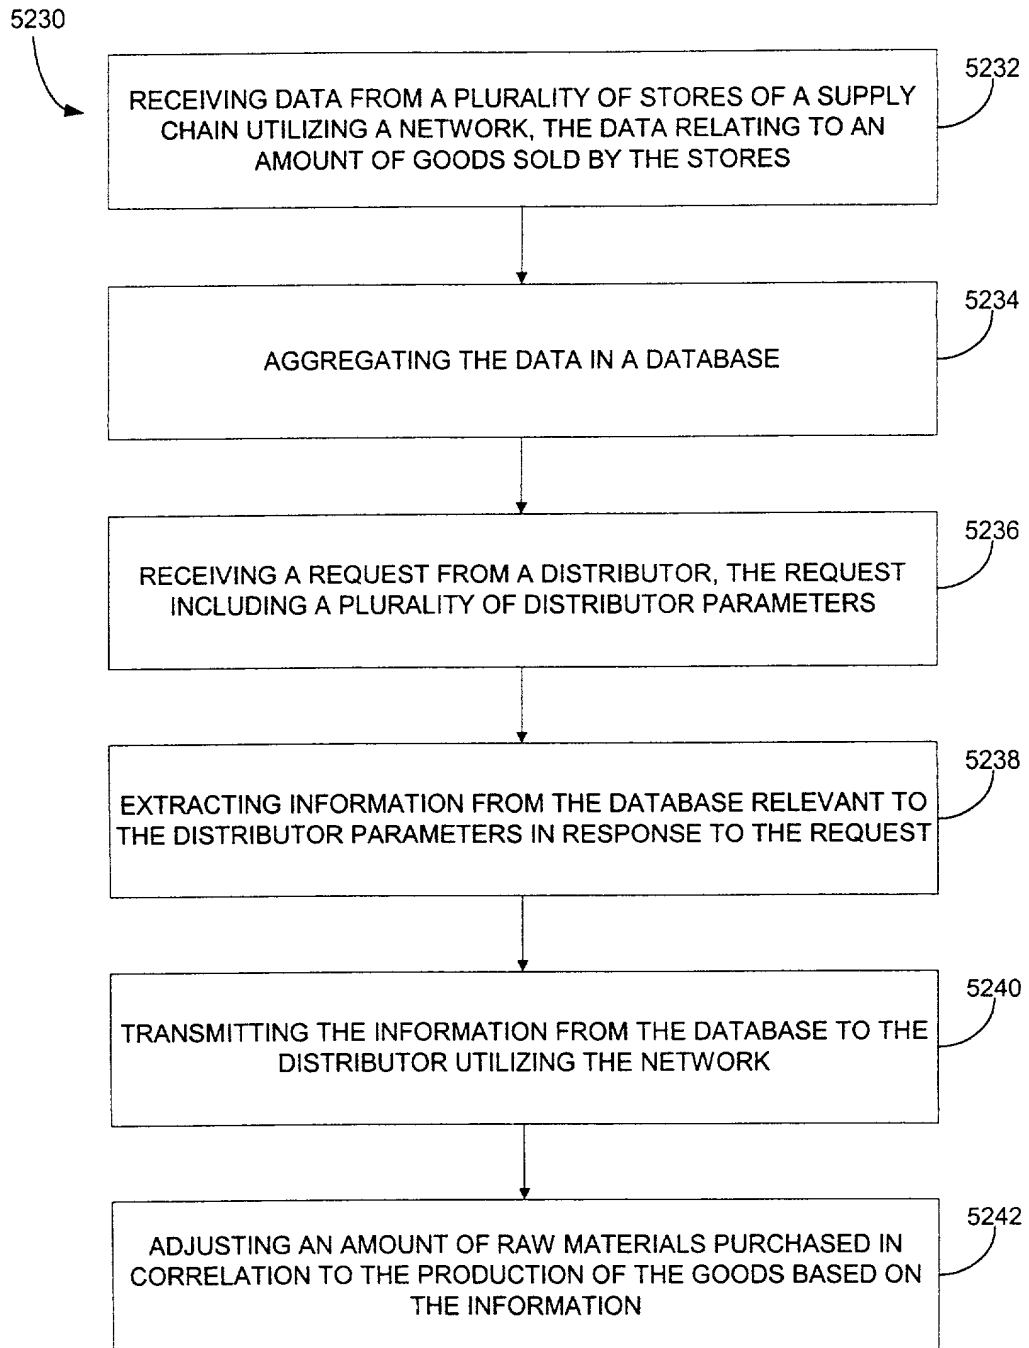 5230
5232
RECEIVING DATA FROM A PLURALITY OF STORES OF A SUPPLY
CHAIN UTILIZING A NETWORK, THE DATA RELATING TO AN
AMOUNT OF GOODS SOLD BY THE STORES
5234
AGGREGATING THE DATA IN A DATABASE
5236
RECEIVING A REQUEST FROM A DISTRIBUTOR, THE REQUEST
INCLUDING A PLURALITY OF DISTRIBUTOR PARAMETERS
5238
EXTRACTING INFORMATION FROM THE DATABASE RELEVANT TO
THE DISTRIBUTOR PARAMETERS IN RESPONSE TO THE REQUEST
5240
TRANSMITTING THE INFORMATION FROM THE DATABASE TO THE
DISTRIBUTOR UTILIZING THE NETWORK
5242
ADJUSTING AN AMOUNT OF RAW MATERIALS PURCHASED IN
CORRELATION TO THE PRODUCTION OF THE GOODS BASED ON
THE INFORMATION